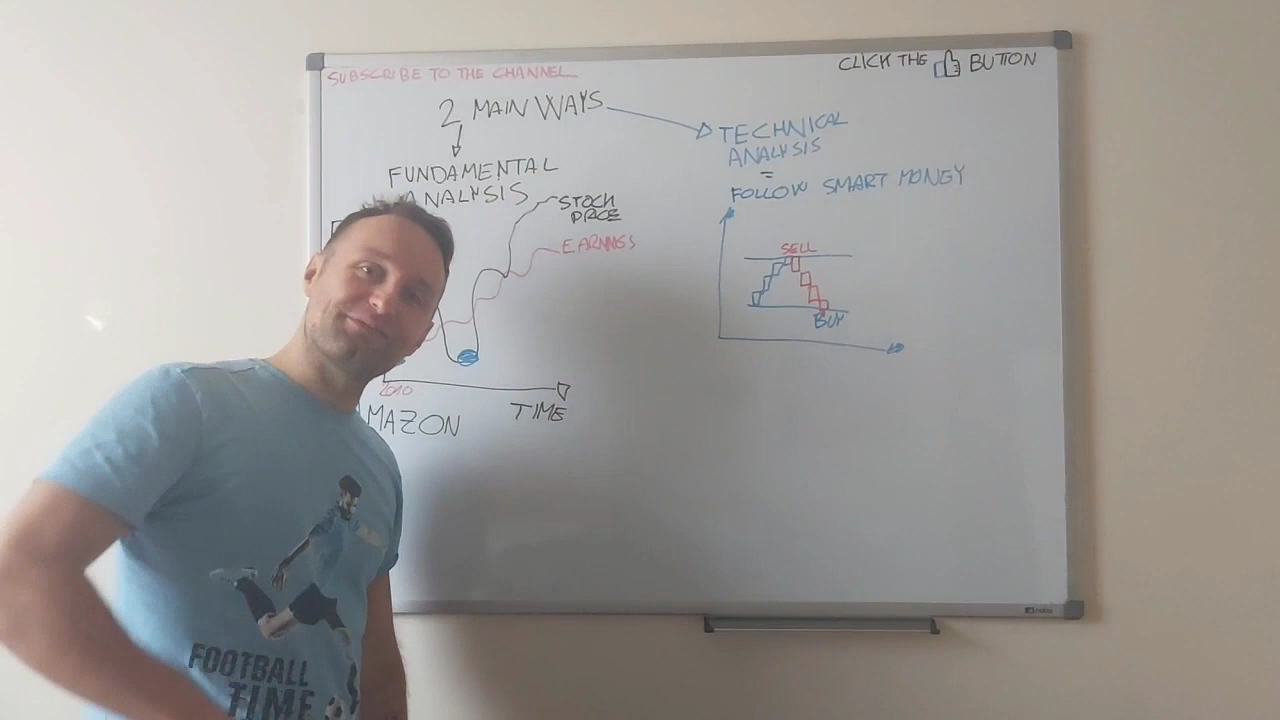 SUBSCRIBE TO THE CHANNEL
CLICK THE BUTTON
2 MAIN WAYS
FUNDAMENTAL
ANALYSIS
STOCK
PRICE
EARNINGS
2010
AMAZON
TIME
TECHNICAL
ANALYSIS
=
FOLLOW SMART MONEY
SELL
BUY
FOOTBALL
TIME